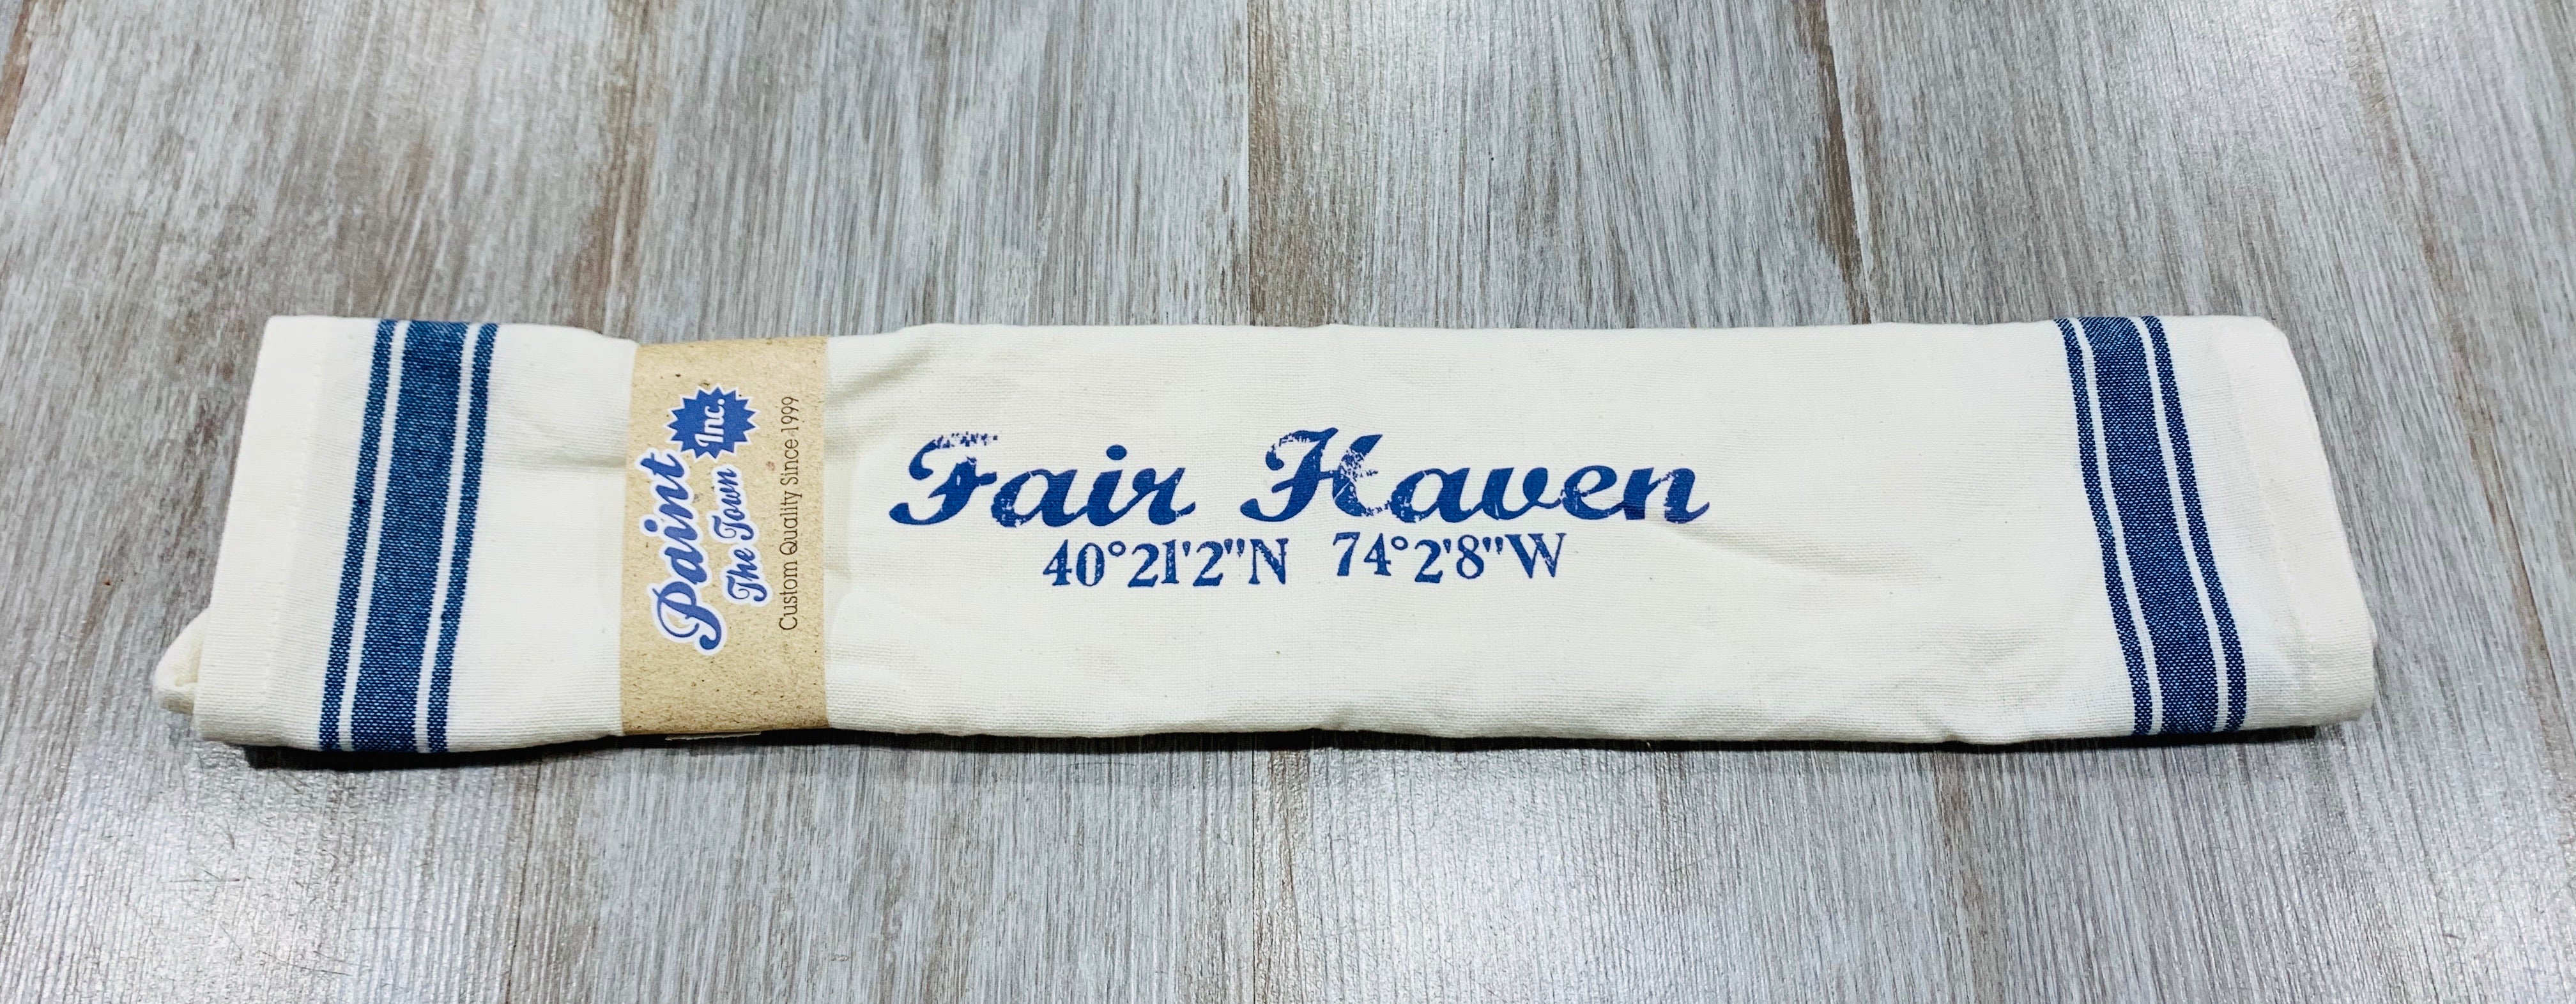 Paint
The Town
Inc.
Custom Quality Since 1999
Fair Haven
40°21'2"N 74°2'8"W